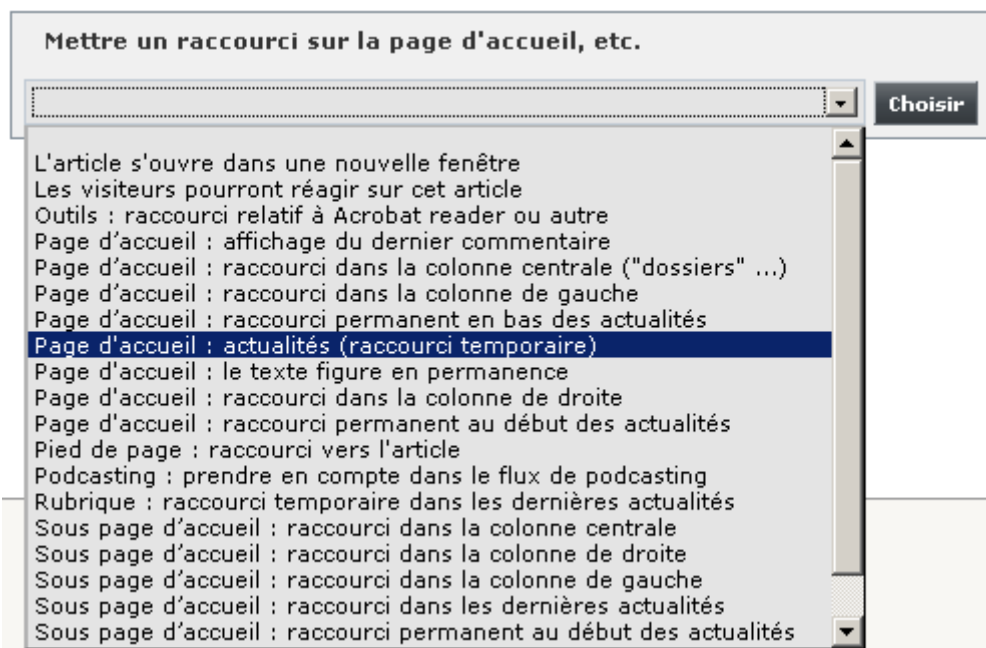 Mettre un raccourci sur la page d'accueil, etc.
Choisir
L'article s'ouvre dans une nouvelle fenêtre
Les visiteurs pourront réagir sur cet article
Outils : raccourci relatif à Acrobat reader ou autre
Page d’accueil : affichage du dernier commentaire
Page d’accueil : raccourci dans la colonne centrale ("dossiers" ...)
Page d’accueil : raccourci dans la colonne de gauche
Page d’accueil : raccourci permanent en bas des actualités
Page d'accueil : actualités (raccourci temporaire)
Page d'accueil : le texte figure en permanence
Page d'accueil : raccourci dans la colonne de droite
Page d'accueil : raccourci permanent au début des actualités
Pied de page : raccourci vers l'article
Podcasting : prendre en compte dans le flux de podcasting
Rubrique : raccourci temporaire dans les dernières actualités
Sous page d’accueil : raccourci dans la colonne centrale
Sous page d’accueil : raccourci dans la colonne de droite
Sous page d’accueil : raccourci dans la colonne de gauche
Sous page d’accueil : raccourci dans les dernières actualités
Sous page d’accueil : raccourci permanent au début des actualités